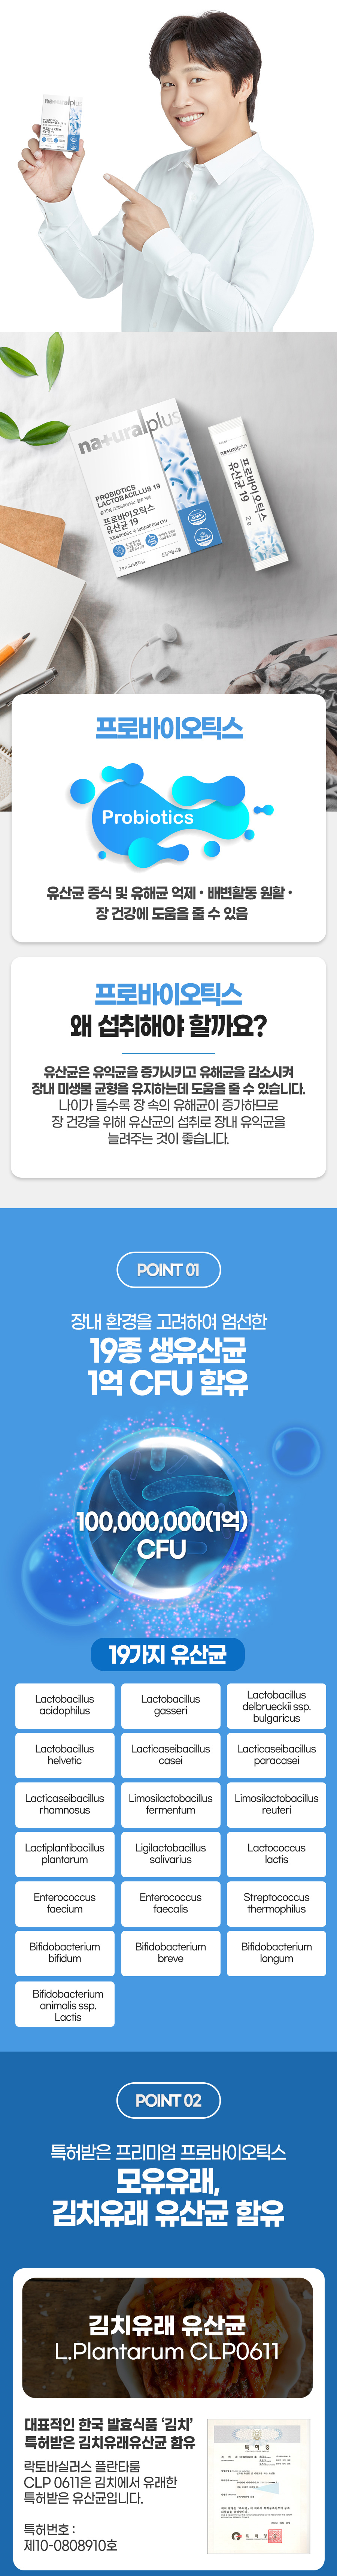 na+uralplus
na+uralplus
PROBIOTICS
LACTOBACILLUS 19
프로바이오틱스
유산균 19
2 g x 30포(60 g)
건강기능식품
na+uralplus
프로바이오틱스
유산균 19
2 g
프로바이오틱스
Probiotics
유산균 증식 및 유해균 억제 · 배변활동 원활 ·
장 건강에 도움을 줄 수 있음
프로바이오틱스
왜 섭취해야 할까요?
유산균은 유익균을 증가시키고 유해균을 감소시켜
장내 미생물 균형을 유지하는데 도움을 줄 수 있습니다.
나이가 들수록 장 속의 유해균이 증가하므로
장 건강을 위해 유산균의 섭취로 장내 유익균을
늘려주는 것이 좋습니다.
POINT 01
장내 환경을 고려하여 엄선한
19종 생유산균
1억 CFU 함유
100,000,000(1억)
CFU
19가지 유산균
Lactobacillus
acidophilus
Lactobacillus
gasseri
Lactobacillus
delbrueckii ssp.
bulgaricus
Lactobacillus
helvetic
Lacticaseibacillus
casei
Lacticaseibacillus
paracasei
Lacticaseibacillus
rhamnosus
Limosilactobacillus
fermentum
Limosilactobacillus
reuteri
Lactiplantibacillus
plantarum
Ligilactobacillus
salivarius
Lactococcus
lactis
Enterococcus
faecium
Enterococcus
faecalis
Streptococcus
thermophilus
Bifidobacterium
bifidum
Bifidobacterium
breve
Bifidobacterium
longum
Bifidobacterium
animalis ssp.
Lactis
POINT 02
특허받은 프리미엄 프로바이오틱스
모유유래,
김치유래 유산균 함유
김치유래 유산균
L.Plantarum CLP0611
대표적인 한국 발효식품 ‘김치’
특허받은 김치유래유산균 함유
락토바실러스 플란타룸
CLP 0611은 김치에서 유래한
특허받은 유산균입니다.
특허번호 :
제10-0808910호
특허증
특허청장